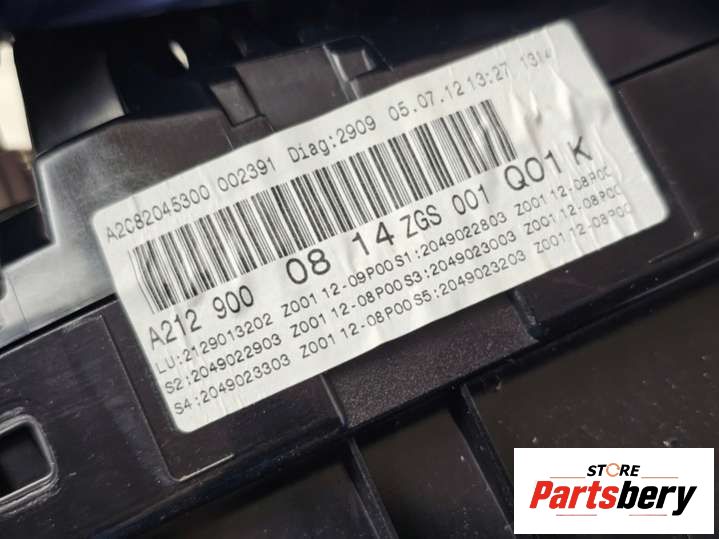 A2C82045300 002391 Diag:2909 05.07.12 13:27
A212 900 08 14 ZGS 001 Q01 K
LU:2129013202 Z001 12-09P00 S1:2049022803 Z001 12-08P00
S2:2049022903 Z001 12-08P00 S3:2049023003 Z001 12-08P00
S4:2049023303 Z001 12-08P00 S5:2049023203 Z001 12-08P00
STORE
Partsbery